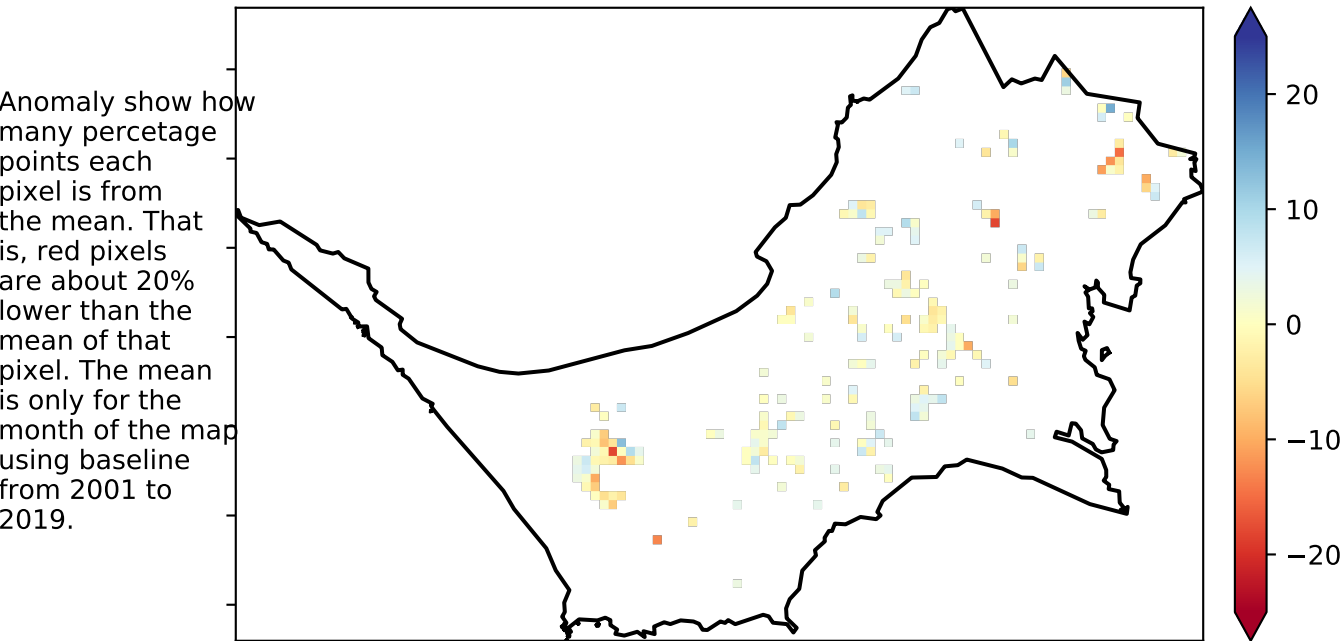 Anomaly show how
many percetage
points each
pixel is from
the mean. That
is, red pixels
are about 20%
lower than the
mean of that
pixel. The mean
is only for the
month of the map
using baseline
from 2001 to
2019.
20
10
0
−10
−20